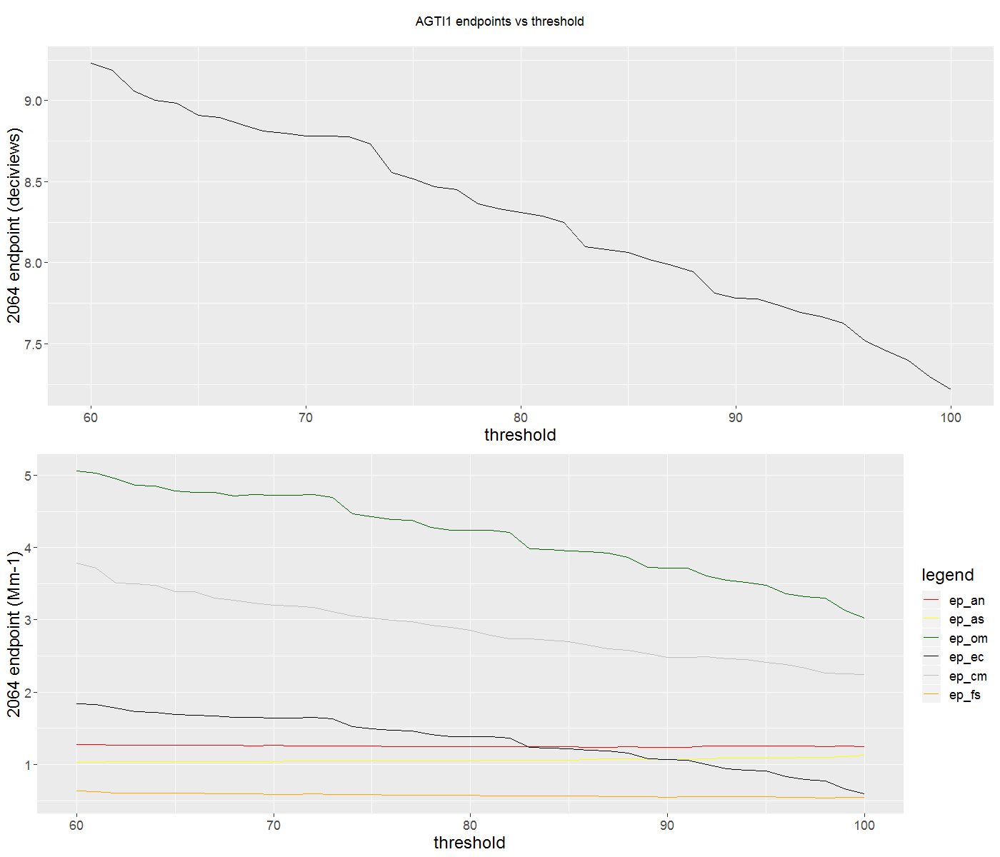 AGTI1 endpoints vs threshold
2064 endpoint (deciviews)
9.0
8.5
8.0
7.5
60 70 80 90 100
threshold
2064 endpoint (Mm-1)
5
4
3
2
1
60 70 80 90 100
threshold
legend
ep_an
ep_as
ep_om
ep_ec
ep_cm
ep_fs